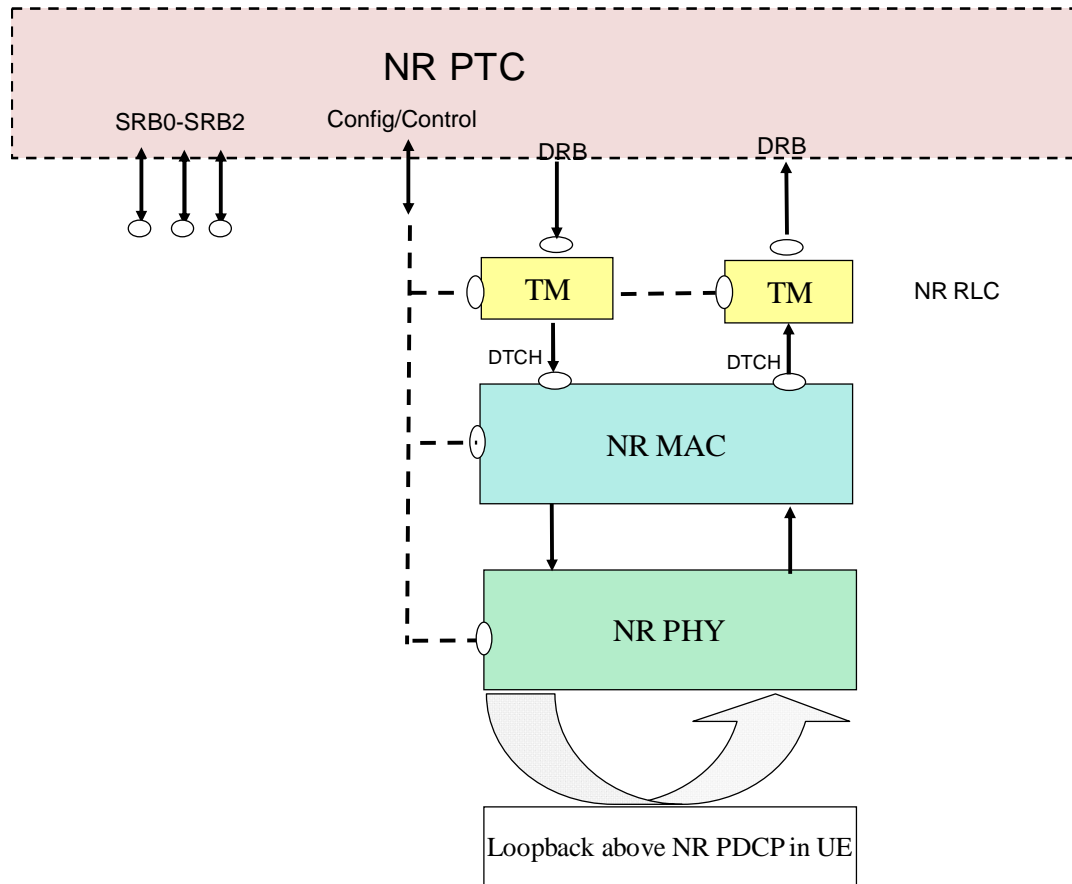 NR PTC
SRB0-SRB2
Config/Control
DRB
DRB
TM
TM
NR RLC
DTCH
DTCH
NR MAC
NR PHY
Loopback above NR PDCP in UE